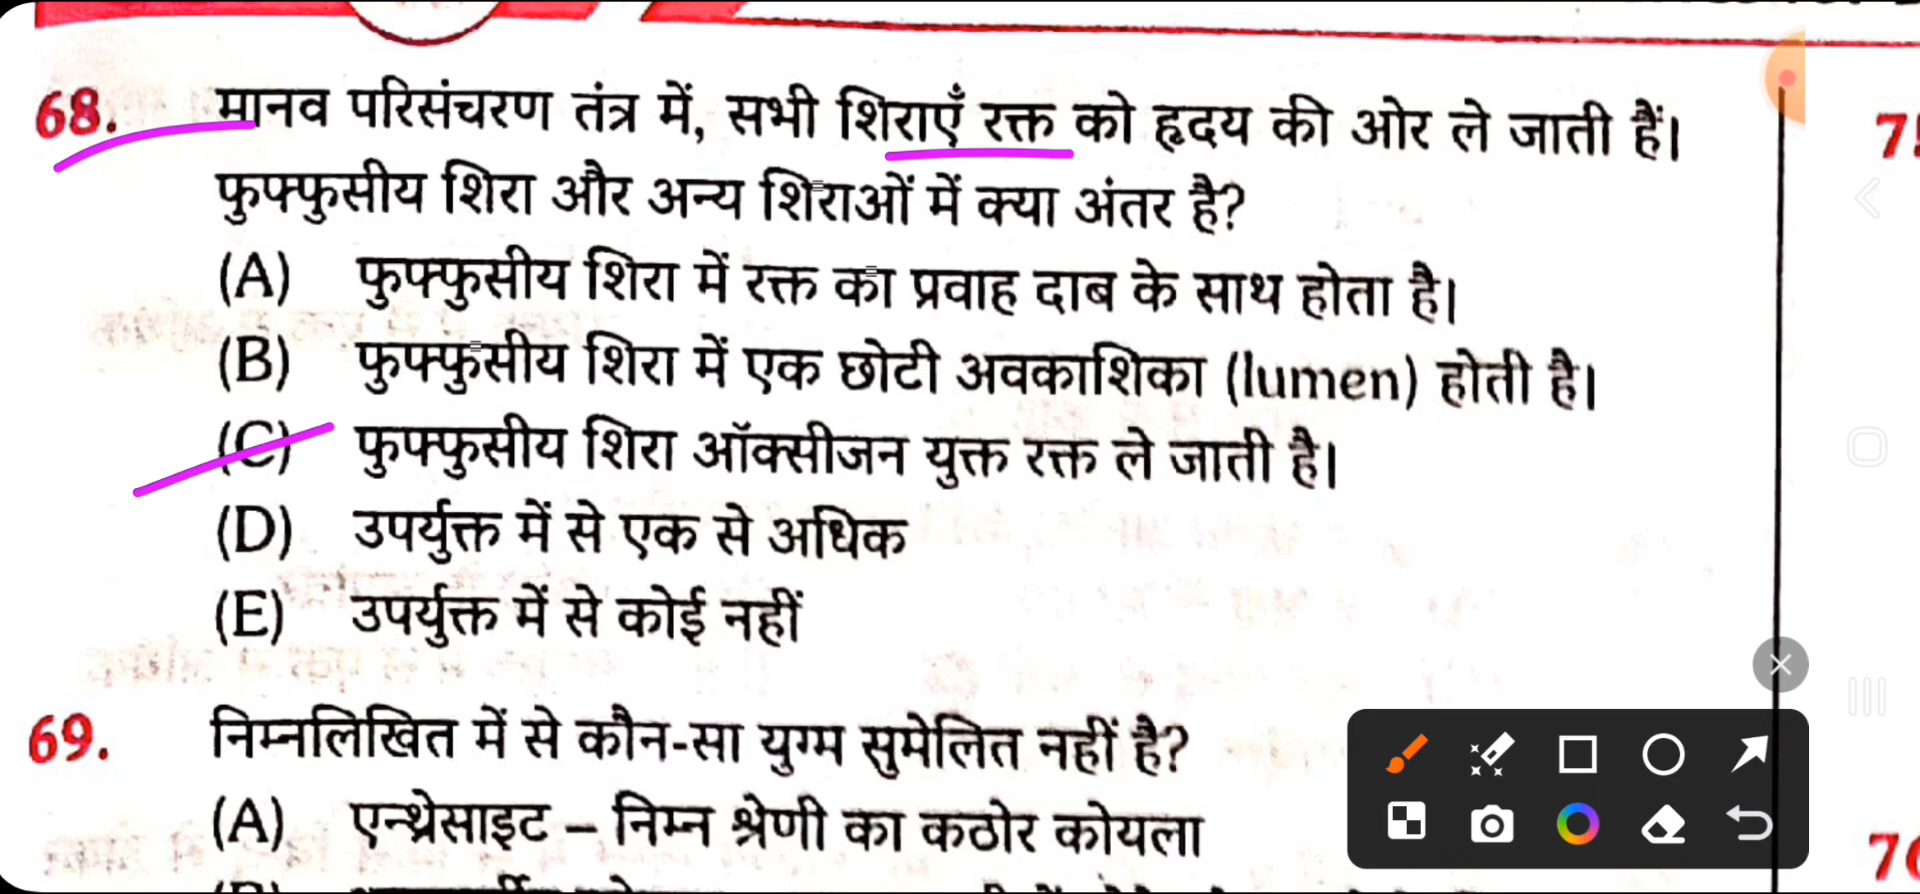 68. मानव परिसंचरण तंत्र में, सभी शिराएँ रक्त को हृदय की ओर ले जाती हैं।
फुफ्फुसीय शिरा और अन्य शिराओं में क्या अंतर है?
(A) फुफ्फुसीय शिरा में रक्त का प्रवाह दाब के साथ होता है।
(B) फुफ्फुसीय शिरा में एक छोटी अवकाशिका (lumen) होती है।
(C) फुफ्फुसीय शिरा ऑक्सीजन युक्त रक्त ले जाती है।
(D) उपर्युक्त में से एक से अधिक
(E) उपर्युक्त में से कोई नहीं
69. निम्नलिखित में से कौन-सा युग्म सुमेलित नहीं है?
(A) एन्थ्रेसाइट – निम्न श्रेणी का कठोर कोयला